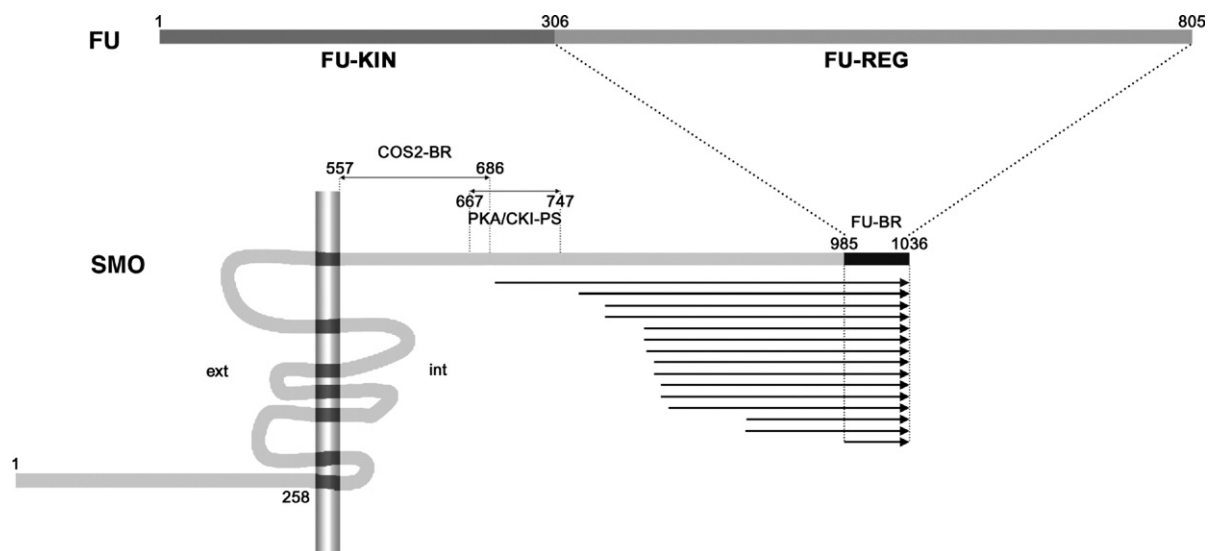 1 306 805
FU
FU-KIN FU-REG
COS2-BR
557 686
667 747
PKA/CKI-PS
FU-BR
985 1036
SMO
ext int
1
258